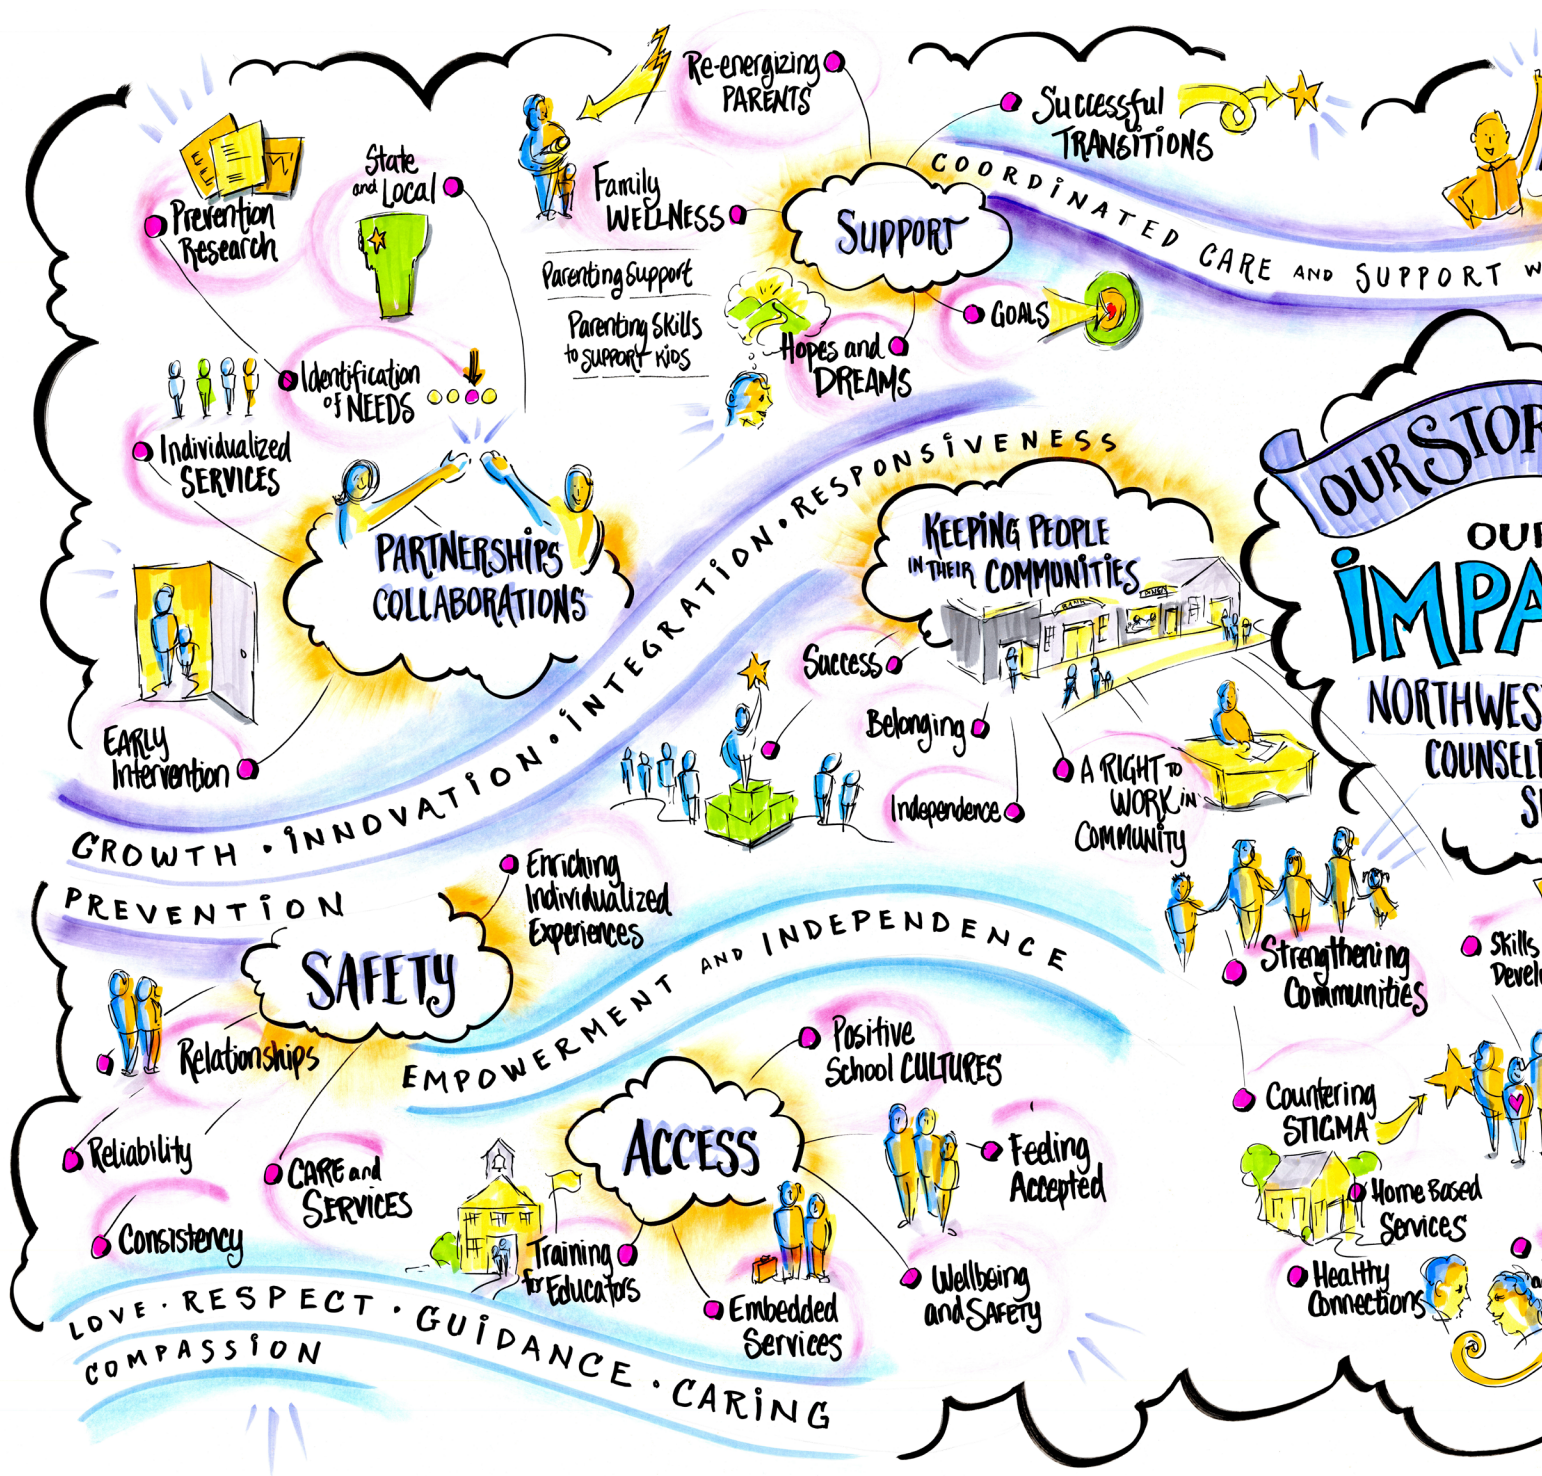 Re-energizing
PARENTS
Successful
TRANSITIONS
State
and Local
Prevention
Research
Family
WELLNESS
SUPPORT
COORDINATED CARE AND SUPPORT W
Parenting Support
Parenting Skills
to SUPPORT KIDS
GOALS
Hopes and
DREAMS
Identification
of NEEDS
Individualized
SERVICES
PARTNERSHIPS
COLLABORATIONS
EARLY
Intervention
GROWTH • INNOVATION • INTEGRATION • RESPONSIVENESS
KEEPING PEOPLE
IN THEIR COMMUNITIES
Success
Belonging
Independence
A RIGHT TO
WORK IN
COMMUNITY
OUR STOR
OUR
IMPA
NORTHWES
COUNSELI
S
PREVENTION
Enriching
Individualized
Experiences
SAFETY
Relationships
Reliability
Consistency
CARE and
SERVICES
EMPOWERMENT AND INDEPENDENCE
Positive
School CULTURES
ACCESS
Feeling
Accepted
Training
for Educators
Embedded
Services
Wellbeing
and SAFETY
Strengthening
Communities
Skills
Devel
Countering
STIGMA
Home Based
Services
Healthy
Connections
LOVE • RESPECT • GUIDANCE • CARING
COMPASSION